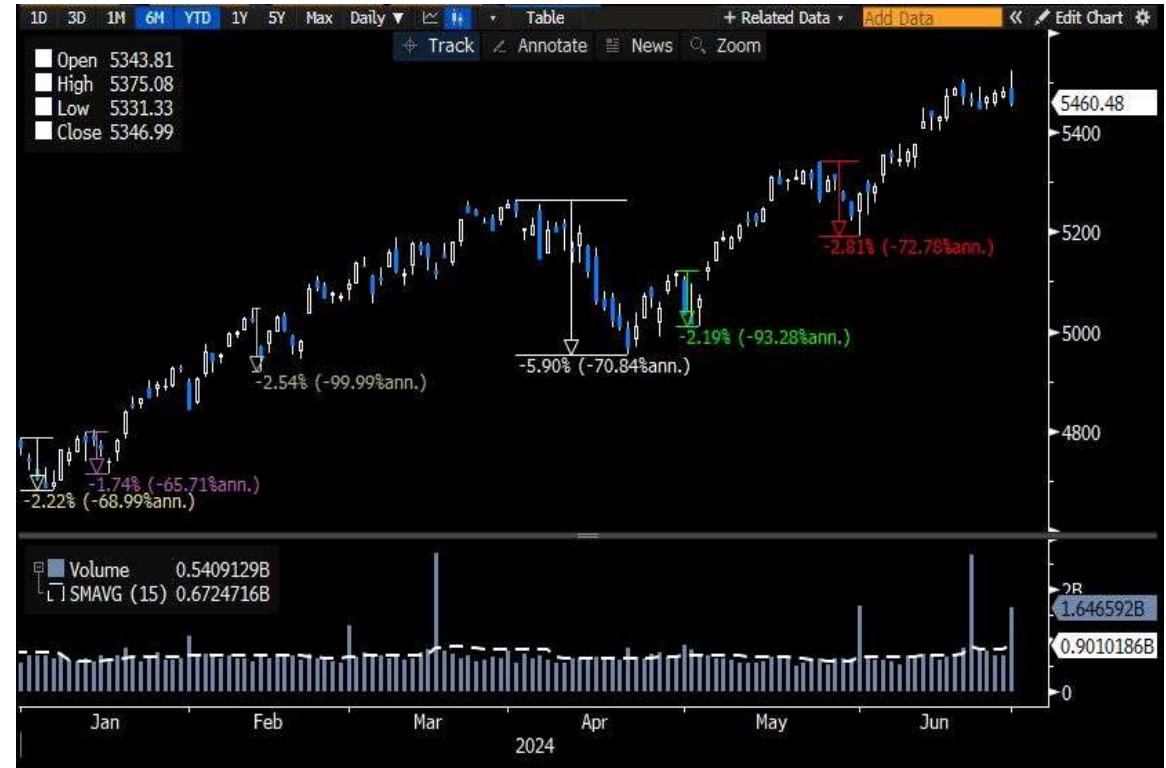 1D 3D 1M 6M YTD 1Y 5Y Max Daily ▼ Table + Related Data Add Data « Edit Chart
Track Annotate News Zoom
Open 5343.81
High 5375.08
Low 5331.33
Close 5346.99
5460.48
5400
5200
-2.81% (-72.78%ann.)
5000
-2.19% (-93.28%ann.)
-5.90% (-70.84%ann.)
-2.54% (-99.99%ann.)
4800
-1.74% (-65.71%ann.)
-2.22% (-68.99%ann.)
Volume 0.5409129B
SMAVG (15) 0.6724716B
2B
1.646592B
0.9010186B
0
Jan Feb Mar Apr May Jun
2024